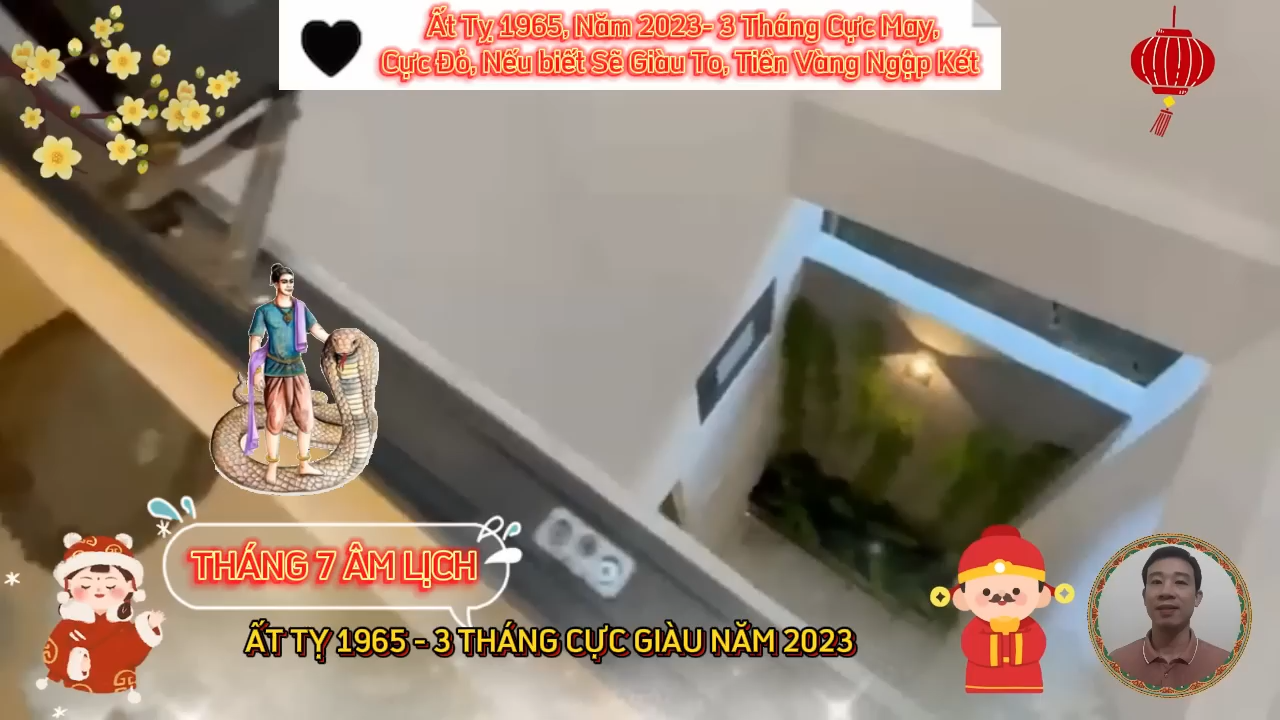 Ất Tỵ 1965, Năm 2023- 3 Tháng Cực May,
Cực Đỏ, Nếu biết Sẽ Giàu To, Tiền Vàng Ngập Két
THÁNG 7 ÂM LỊCH
ẤT TỴ 1965 - 3 THÁNG CỰC GIÀU NĂM 2023